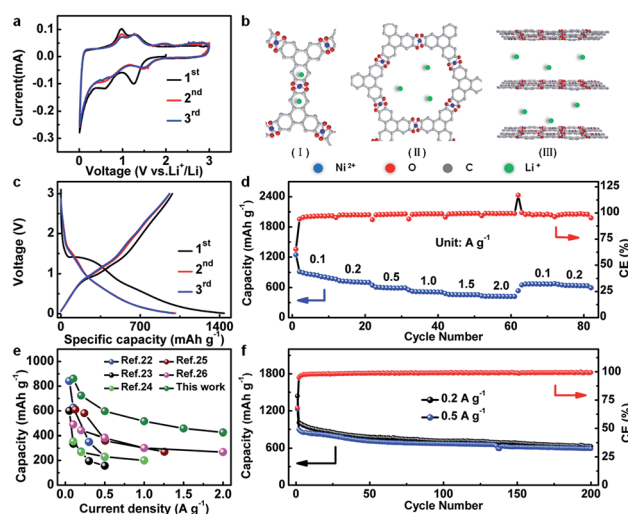 a
0.1
0.0
-0.1
-0.2
-0.3
Current(mA)
1st
2nd
3rd
0 1 2 3
Voltage (V vs.Li+/Li)
b
(I) (II) (III)
Ni2+ O C Li+
c
3
2
1
0
Voltage (V)
1st
2nd
3rd
0 700 1400
Specific capacity (mAh g-1)
d
2400
1800
1200
600
0
Capacity (mAh g-1)
Unit: A g-1
0.1 0.2 0.5 1.0 1.5 2.0 0.1 0.2
125
100
75
50
25
0
CE (%)
0 20 40 60 80
Cycle Number
e
1000
800
600
400
200
0
Capacity (mAh g-1)
Ref.22 Ref.25
Ref.23 Ref.26
Ref.24 This work
0.0 0.5 1.0 1.5 2.0
Current density (A g-1)
f
1800
1200
600
0
Capacity (mAh g-1)
0.2 A g-1
0.5 A g-1
100
75
50
25
0
CE (%)
0 50 100 150 200
Cycle Number